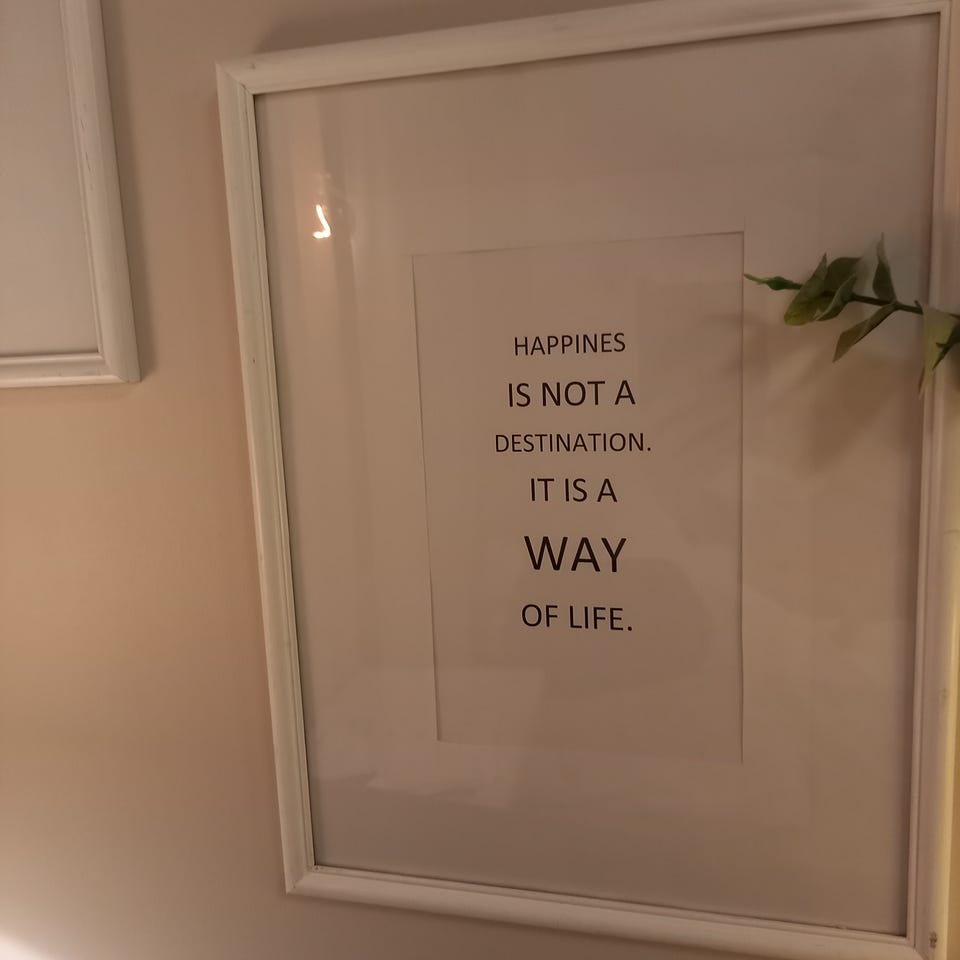 HAPPINES
IS NOT A
DESTINATION.
IT IS A
WAY
OF LIFE.